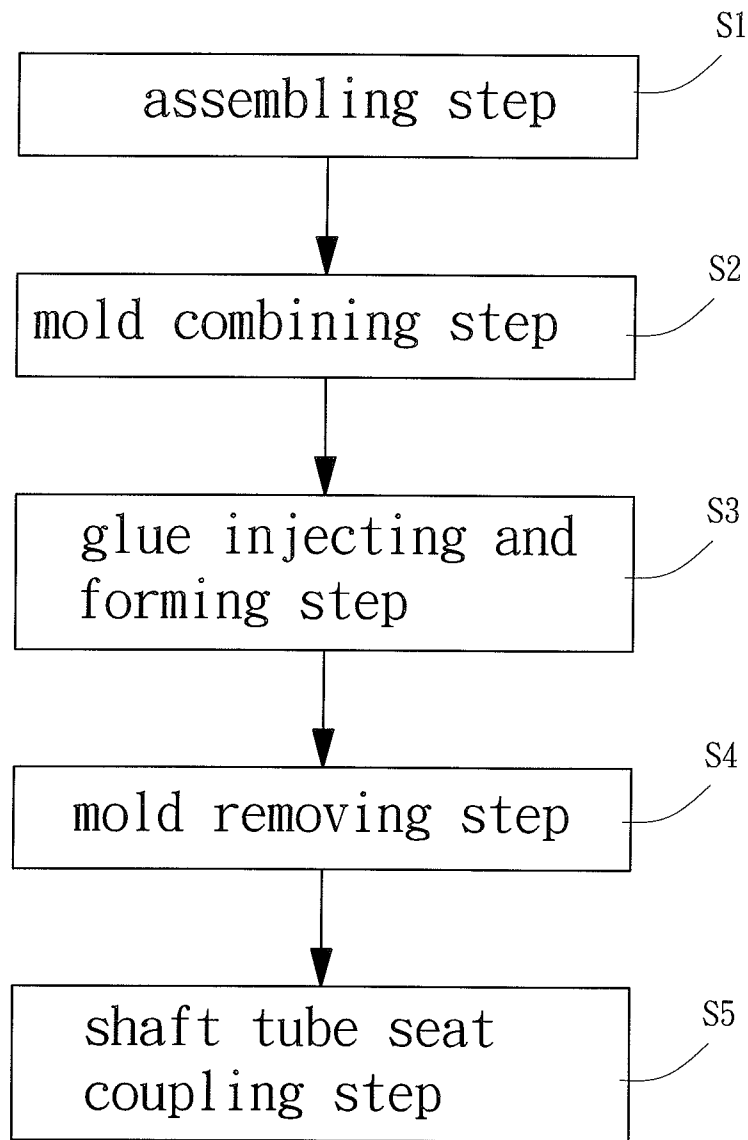 S1
assembling step
S2
mold combining step
S3
glue injecting and
forming step
S4
mold removing step
S5
shaft tube seat
coupling step